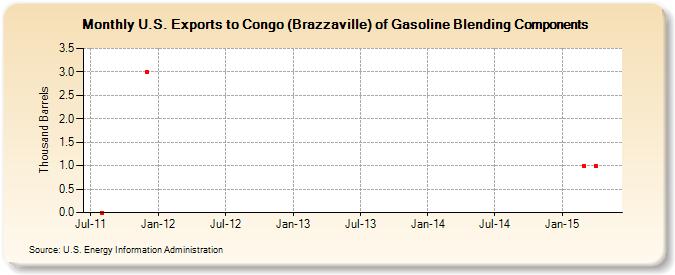 Monthly U.S. Exports to Congo (Brazzaville) of Gasoline Blending Components
Thousand Barrels
3.5
3.0
2.5
2.0
1.5
1.0
0.5
0.0
Jul-11 Jan-12 Jul-12 Jan-13 Jul-13 Jan-14 Jul-14 Jan-15
Source: U.S. Energy Information Administration